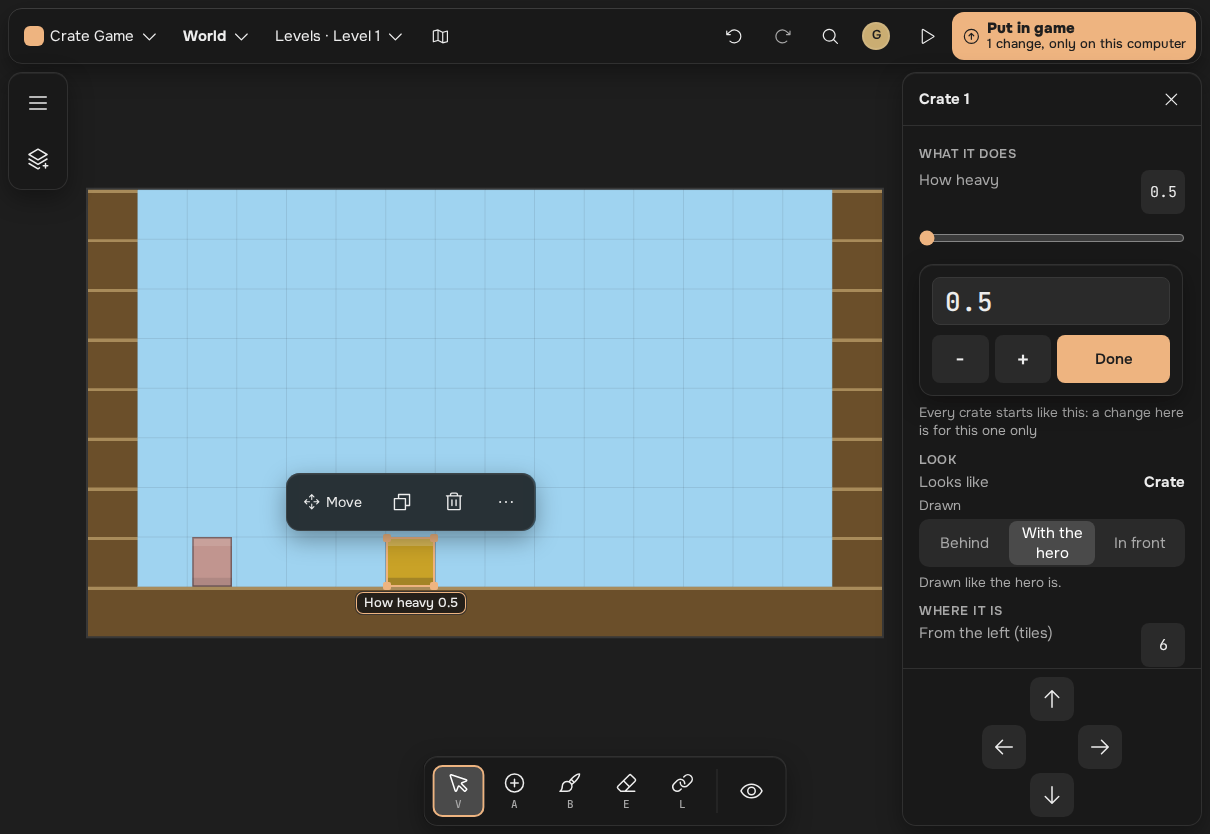 Crate Game
World
Levels · Level 1
G
Put in game
1 change, only on this computer
Crate 1
WHAT IT DOES
How heavy
0.5
0.5
-
+
Done
Every crate starts like this: a change here
is for this one only
LOOK
Looks like
Crate
Drawn
Behind
With the
hero
In front
Drawn like the hero is.
WHERE IT IS
From the left (tiles)
6
Move
How heavy 0.5
V
A
B
E
L